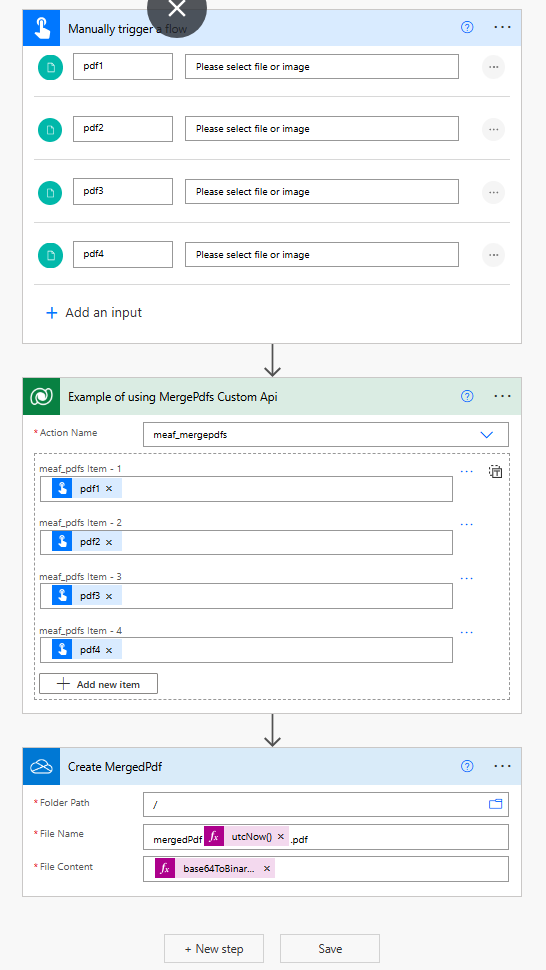 Manually trigger a flow
pdf1 Please select file or image
pdf2 Please select file or image
pdf3 Please select file or image
pdf4 Please select file or image
+ Add an input
Example of using MergePdfs Custom Api
* Action Name meaf_mergepdfs
meaf_pdfs Item - 1
pdf1 ×
meaf_pdfs Item - 2
pdf2 ×
meaf_pdfs Item - 3
pdf3 ×
meaf_pdfs Item - 4
pdf4 ×
+ Add new item
Create MergedPdf
* Folder Path /
* File Name mergedPdf fx utcNow() × .pdf
* File Content fx base64ToBinar... ×
+ New step Save